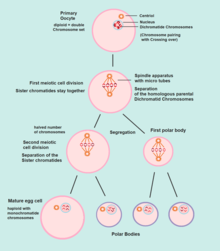 Primary
Oocyte
diploid + double
Chromosome set
Centriol
Nucleus
Dichromatide Chromosomes
(Chromosome pairing
with Crossing over)
First meiotic cell division
Sister chromatides stay together
Spindle apparatus
with micro tubes
Separation
of the homologous parental
Dichromatid Chromosomes
halved number
of chromosomes
Segregation
First polar body
Second meiotic
cell division
Separation of the
Sister chromatides
Mature egg cell
haploid with
monochromatide
chromosomes
Polar Bodies